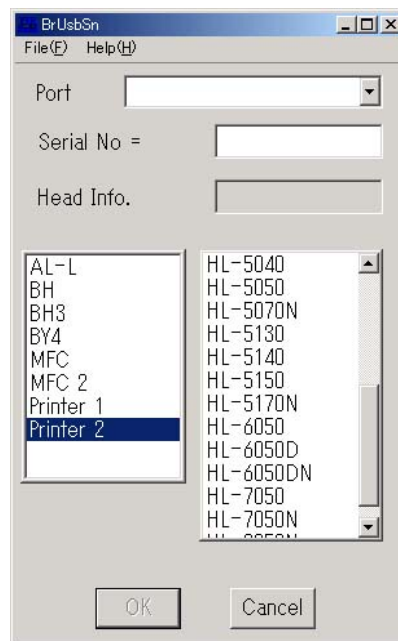 BrUsbSn
File(F) Help(H)
Port
Serial No =
Head Info.
AL-L
BH
BH3
BY4
MFC
MFC 2
Printer 1
Printer 2
HL-5040
HL-5050
HL-5070N
HL-5130
HL-5140
HL-5150
HL-5170N
HL-6050
HL-6050D
HL-6050DN
HL-7050
HL-7050N
OK
Cancel